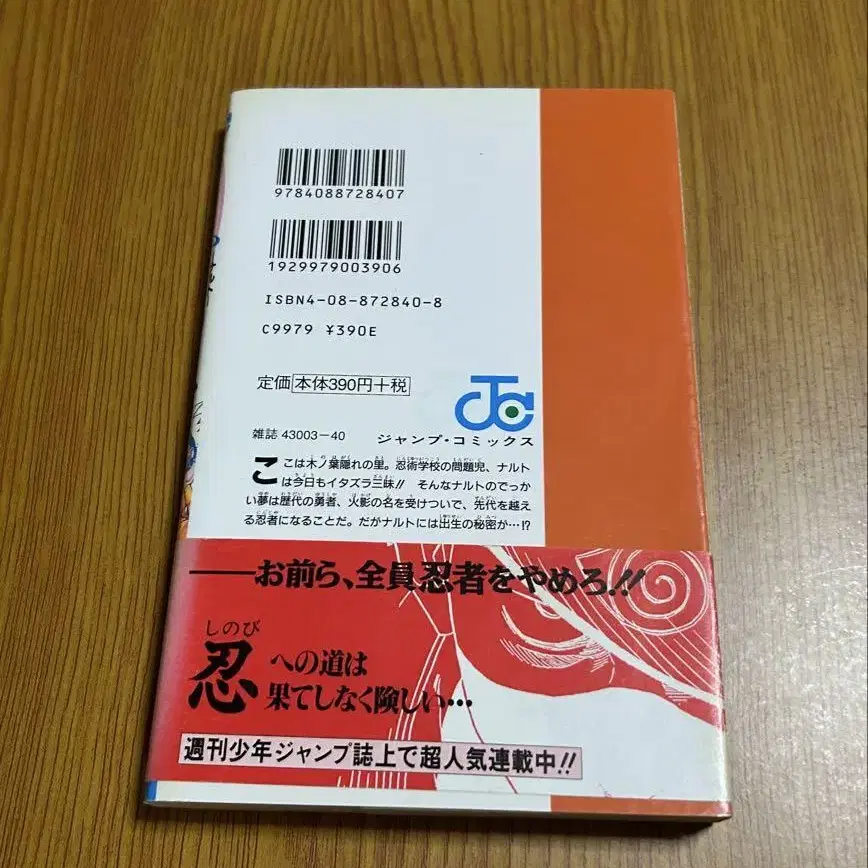 9784088728407
1929979003906
ISBN4-08-872840-8
C9979 ¥390E
定価 本体390円+税
雑誌 43003-40
ジャンプ・コミックス
ここは木ノ葉隠れの里。忍術学校の問題児、ナルト
は今日もイタズラ三昧!! そんなナルトのでっか
い夢は歴代の勇者、火影の名を受けついで、先代を越え
る忍者になることだ。だがナルトには出生の秘密が…!?
——お前ら、全員忍者をやめろ!!
しのび
忍への道は
果てしなく険しい…
週刊少年ジャンプ誌上で超人気連載中!!